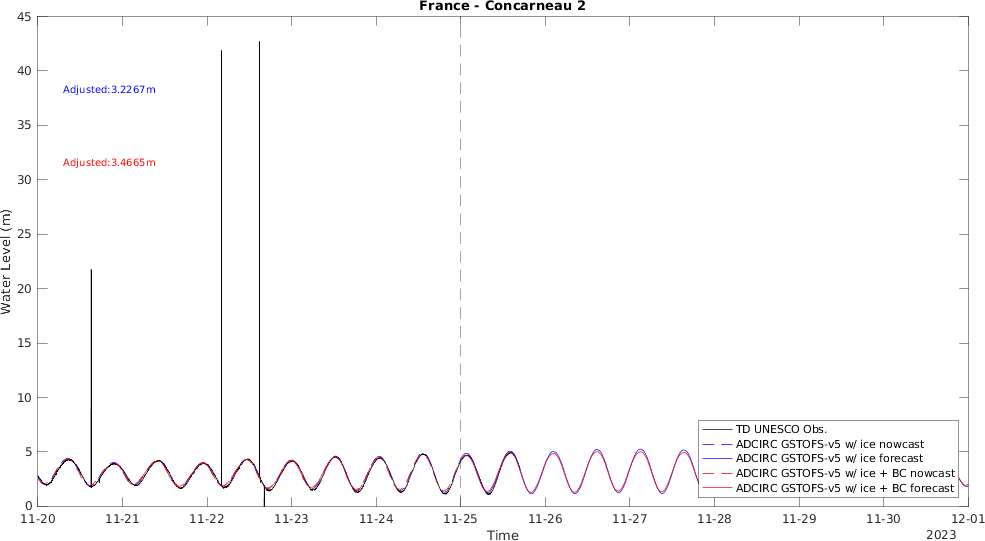 France - Concarneau 2
45
40
35
30
25
20
15
10
5
0
Water Level (m)
Adjusted:3.2267m
Adjusted:3.4665m
TD UNESCO Obs.
ADCIRC GSTOFS-v5 w/ ice nowcast
ADCIRC GSTOFS-v5 w/ ice forecast
ADCIRC GSTOFS-v5 w/ ice + BC nowcast
ADCIRC GSTOFS-v5 w/ ice + BC forecast
11-20 11-21 11-22 11-23 11-24 11-25 11-26 11-27 11-28 11-29 11-30 12-01
Time
2023